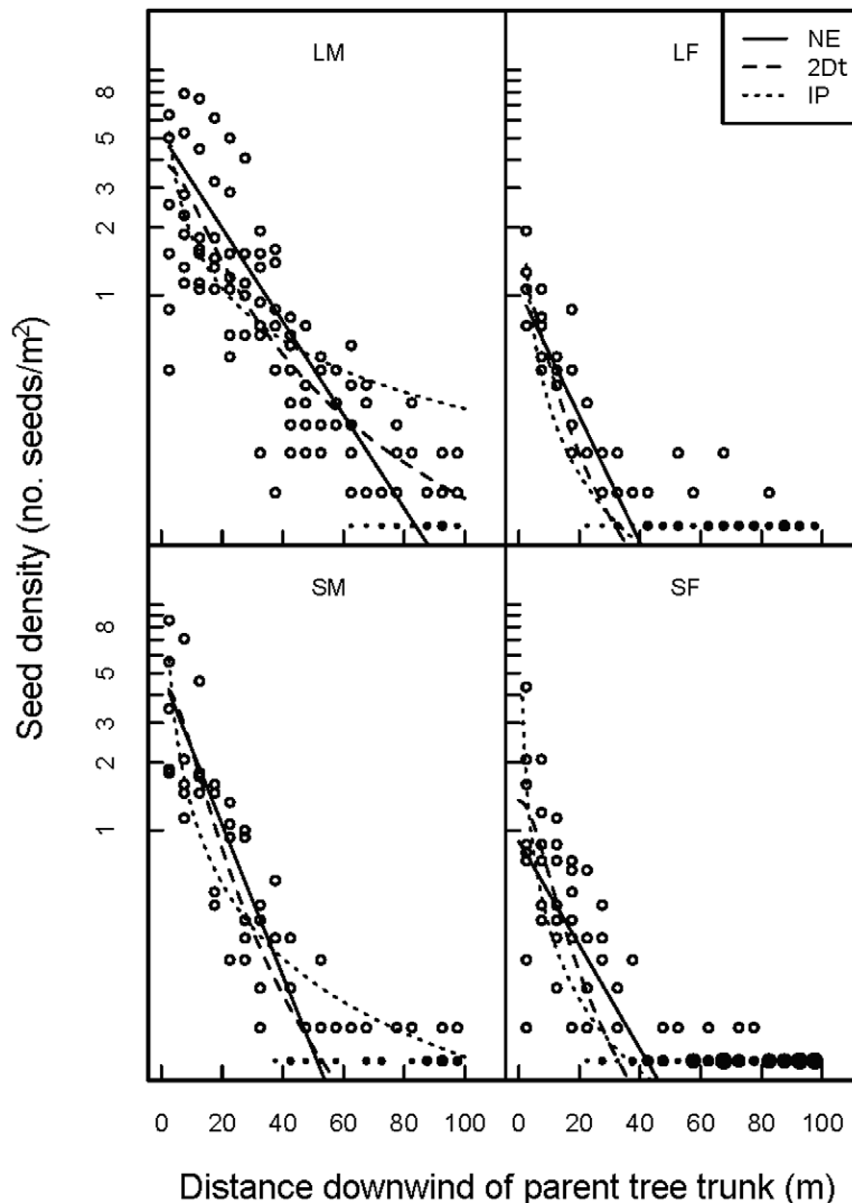 LM
LF
NE
2Dt
IP
8
5
3
2
1
SM
SF
8
5
3
2
1
0 20 40 60 80 100 0 20 40 60 80 100
Seed density (no. seeds/m²)
Distance downwind of parent tree trunk (m)